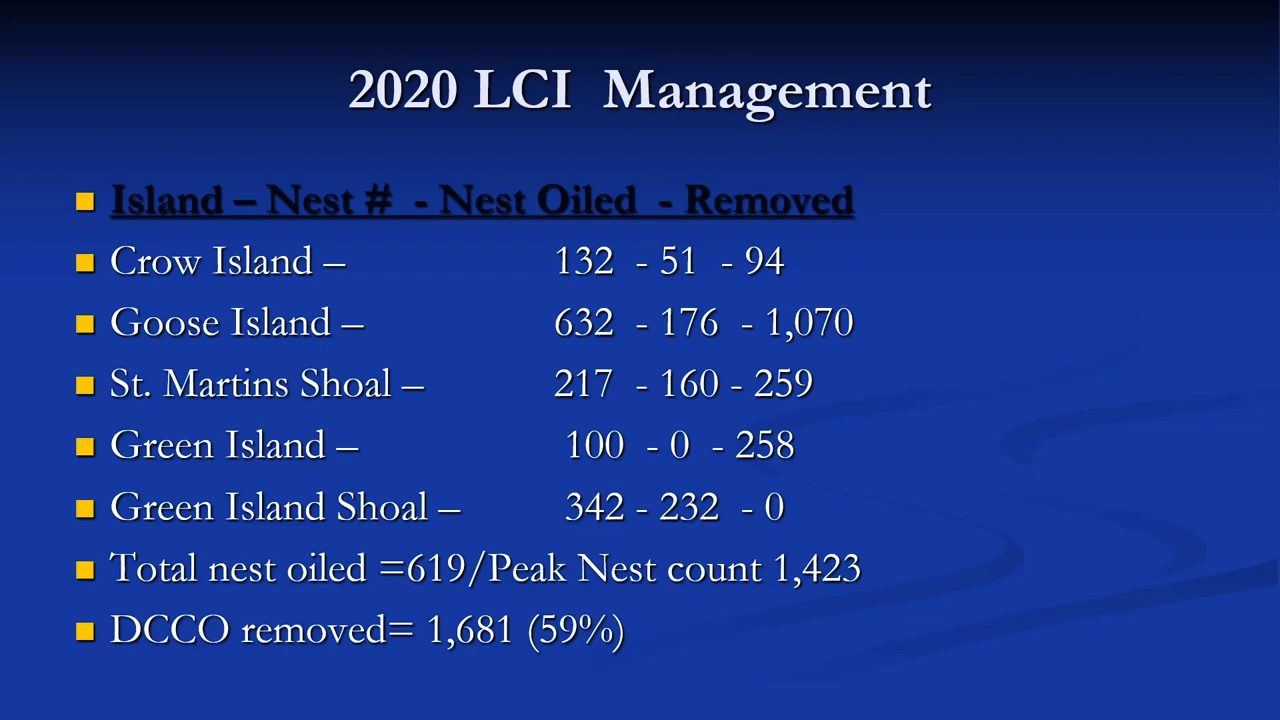 2020 LCI Management
Island – Nest # - Nest Oiled - Removed
Crow Island – 132 - 51 - 94
Goose Island – 632 - 176 - 1,070
St. Martins Shoal – 217 - 160 - 259
Green Island – 100 - 0 - 258
Green Island Shoal – 342 - 232 - 0
Total nest oiled =619/Peak Nest count 1,423
DCCO removed= 1,681 (59%)